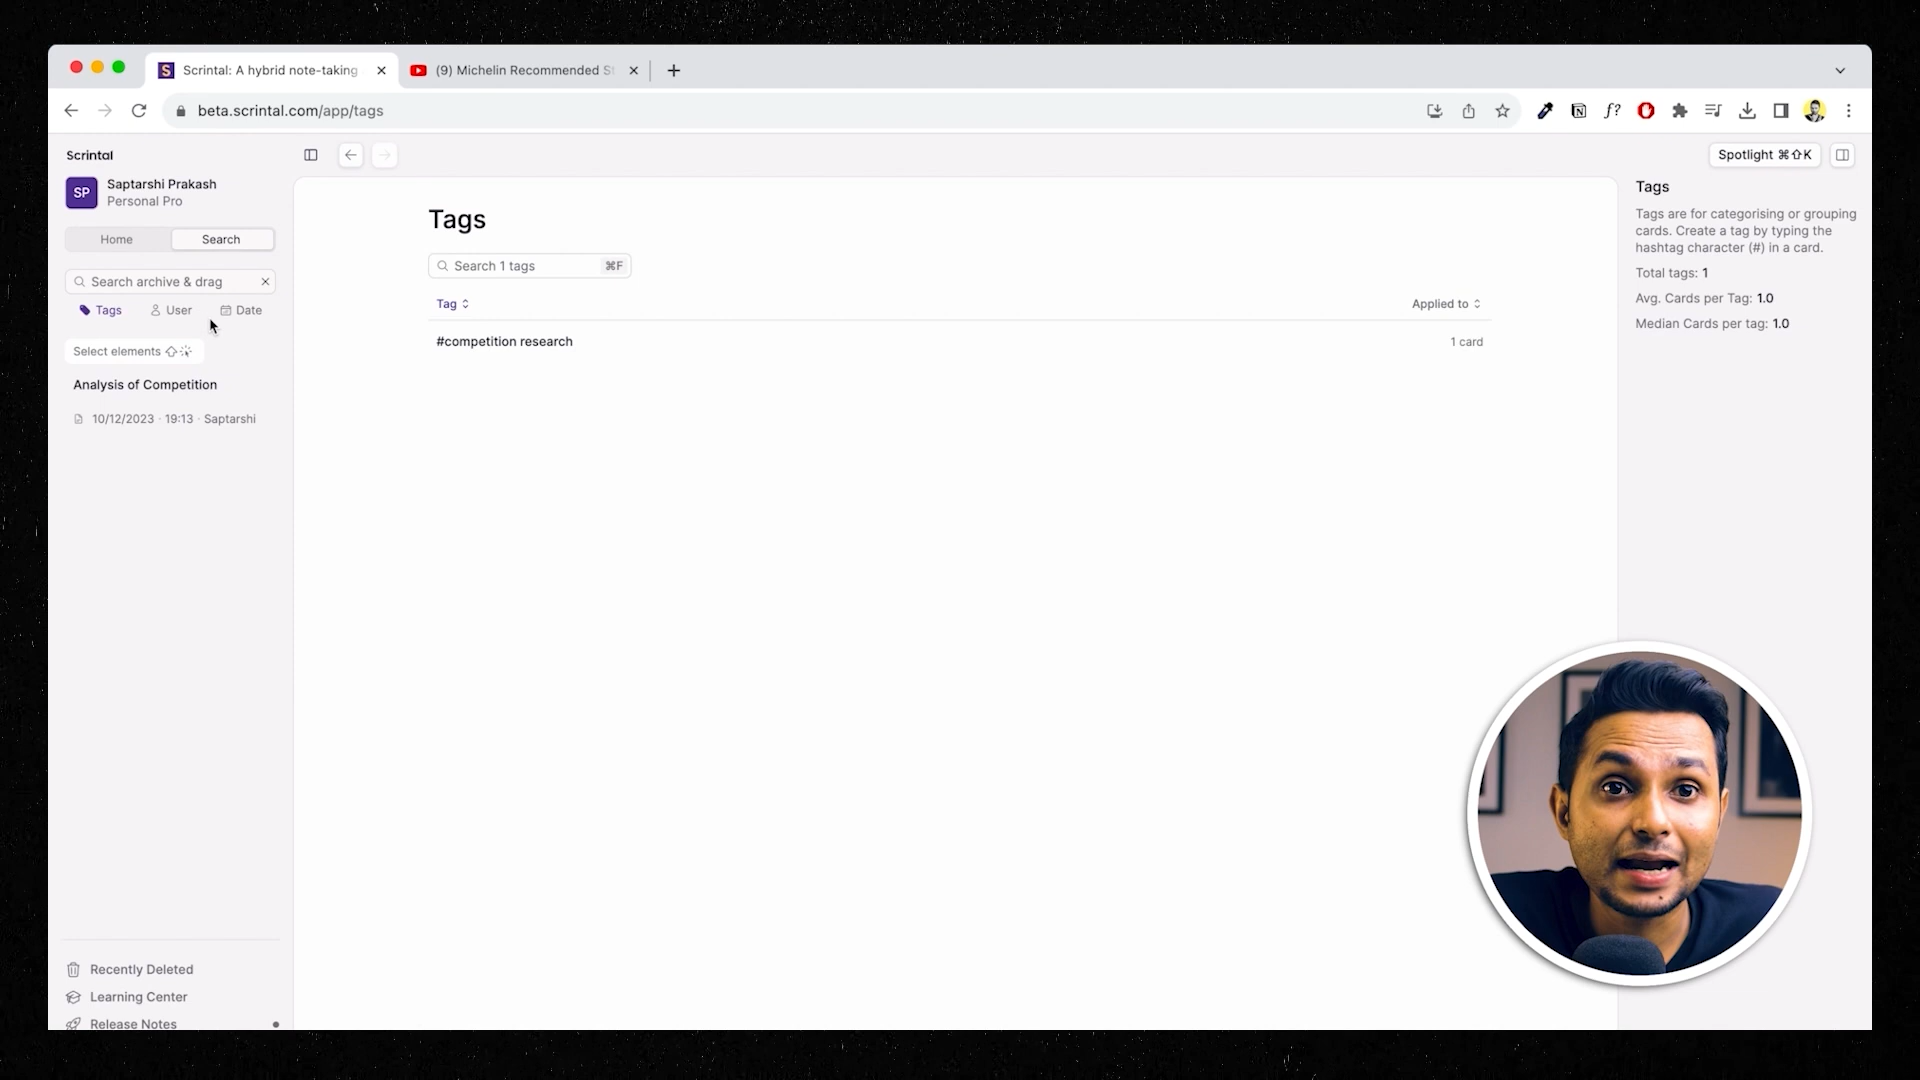 Scrintal: A hybrid note-taking
(9) Michelin Recommended St
beta.scrintal.com/app/tags
f?
Scrintal
Spotlight ⌘⇧K
SP
Saptarshi Prakash
Personal Pro
Home
Search
Search archive & drag
Tags
User
Date
Select elements
Analysis of Competition
10/12/2023 · 19:13 · Saptarshi
Recently Deleted
Learning Center
Release Notes
Tags
Search 1 tags
⌘F
Tag
Applied to
#competition research
1 card
Tags
Tags are for categorising or grouping
cards. Create a tag by typing the
hashtag character (#) in a card.
Total tags: 1
Avg. Cards per Tag: 1.0
Median Cards per tag: 1.0